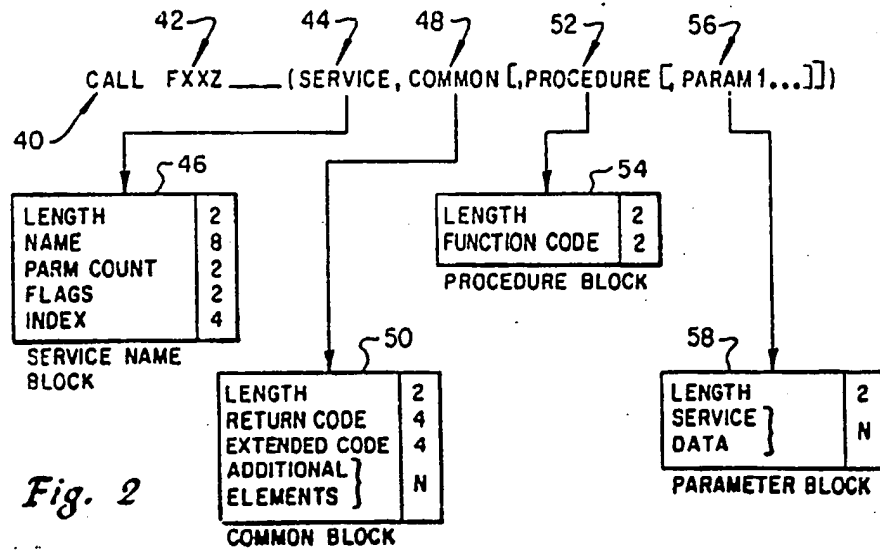 42 44 48 52 56
CALL FXXZ____(SERVICE,COMMON[,PROCEDURE[,PARAM1...]])
40
46
LENGTH 2
NAME 8
PARM COUNT 2
FLAGS 2
INDEX 4
SERVICE NAME
BLOCK
54
LENGTH 2
FUNCTION CODE 2
PROCEDURE BLOCK
50
LENGTH 2
RETURN CODE 4
EXTENDED CODE 4
ADDITIONAL
ELEMENTS } N
COMMON BLOCK
58
LENGTH 2
SERVICE
DATA } N
PARAMETER BLOCK
Fig. 2